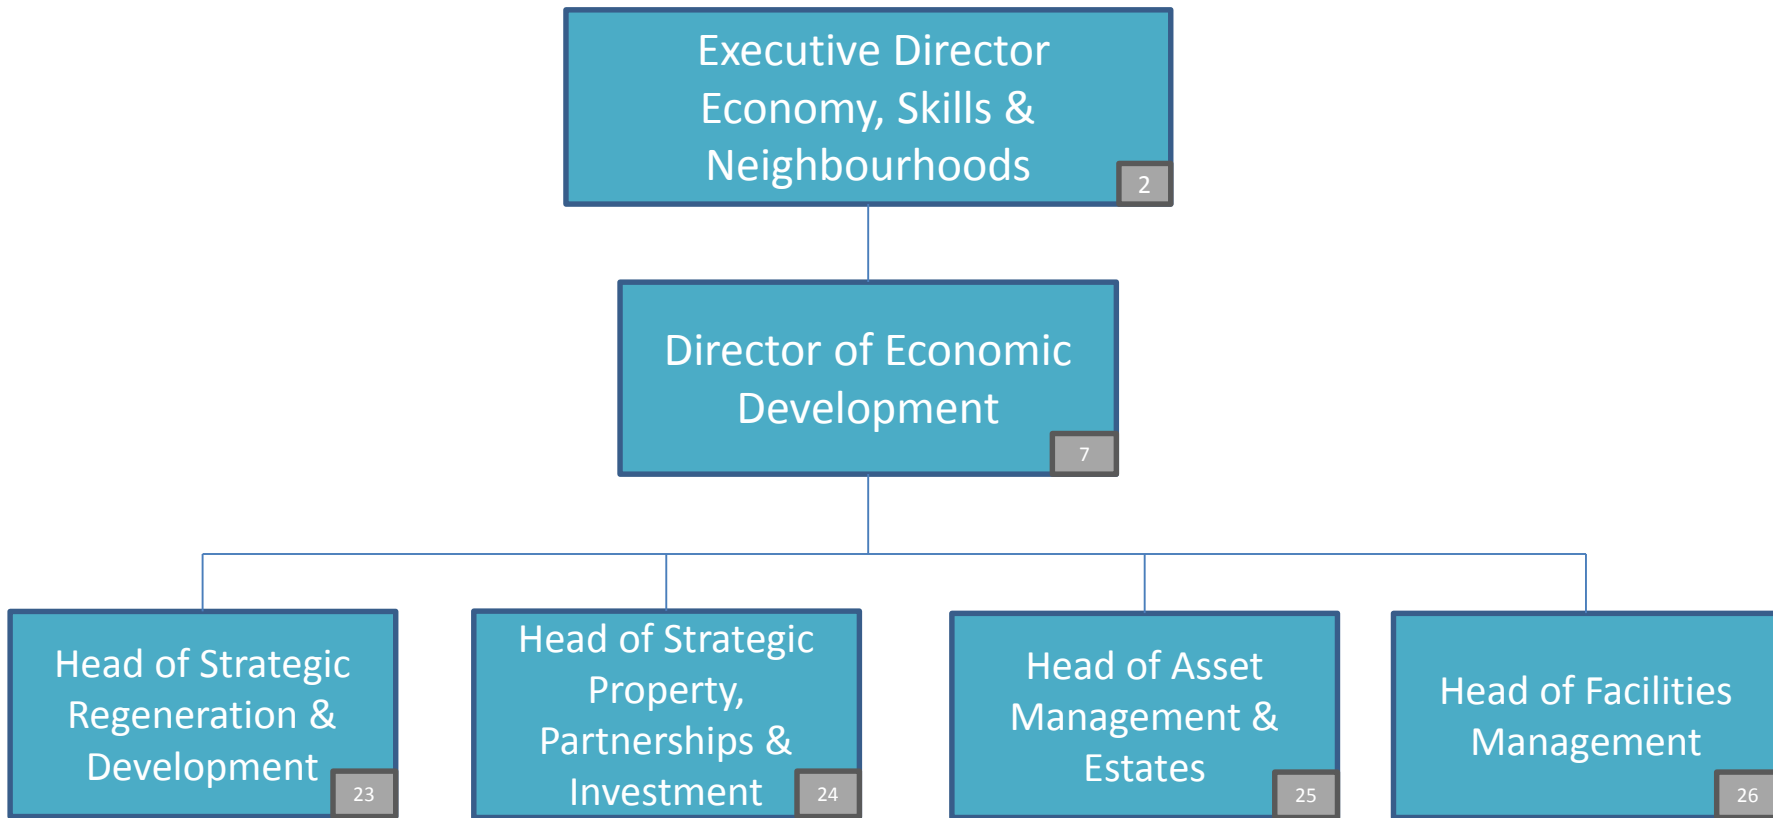 Executive Director
Economy, Skills &
Neighbourhoods
2
Director of Economic
Development
7
Head of Strategic
Regeneration &
Development
23
Head of Strategic
Property,
Partnerships &
Investment
24
Head of Asset
Management &
Estates
25
Head of Facilities
Management
26